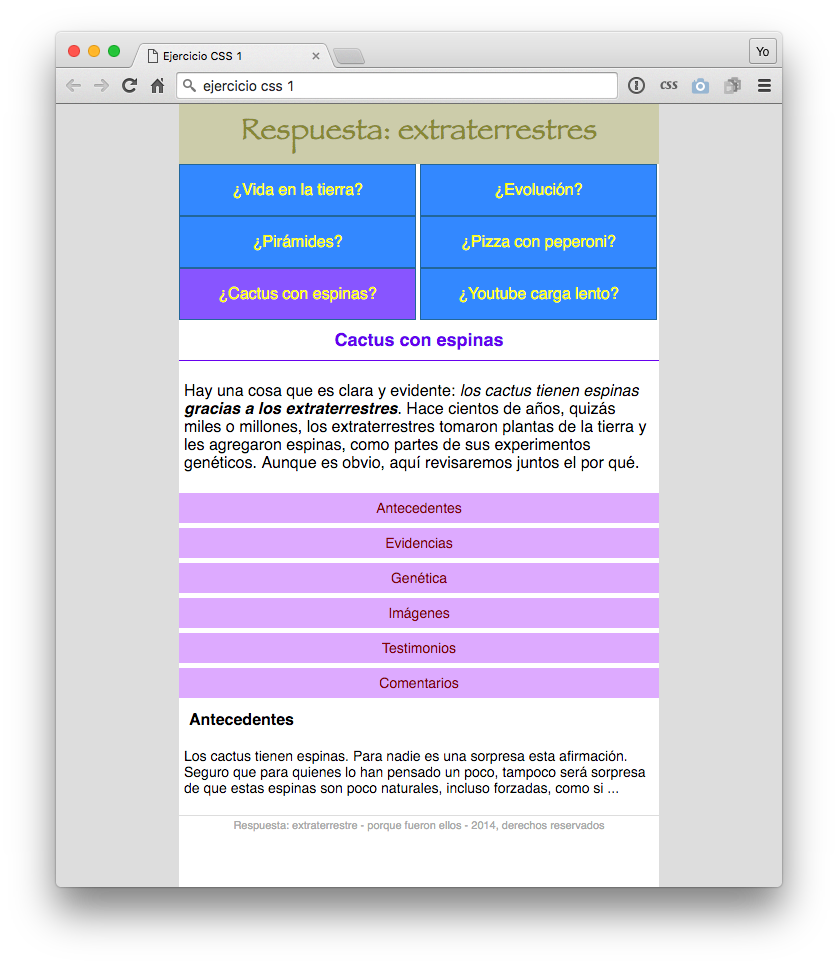 Ejercicio CSS 1
Yo
ejercicio css 1
css
Respuesta: extraterrestres
¿Vida en la tierra? ¿Evolución?
¿Pirámides? ¿Pizza con peperoni?
¿Cactus con espinas? ¿Youtube carga lento?
Cactus con espinas
Hay una cosa que es clara y evidente: los cactus tienen espinas
gracias a los extraterrestres. Hace cientos de años, quizás
miles o millones, los extraterrestres tomaron plantas de la tierra y
les agregaron espinas, como partes de sus experimentos
genéticos. Aunque es obvio, aquí revisaremos juntos el por qué.
Antecedentes
Evidencias
Genética
Imágenes
Testimonios
Comentarios
Antecedentes
Los cactus tienen espinas. Para nadie es una sorpresa esta afirmación.
Seguro que para quienes lo han pensado un poco, tampoco será sorpresa
de que estas espinas son poco naturales, incluso forzadas, como si ...
Respuesta: extraterrestre - porque fueron ellos - 2014, derechos reservados